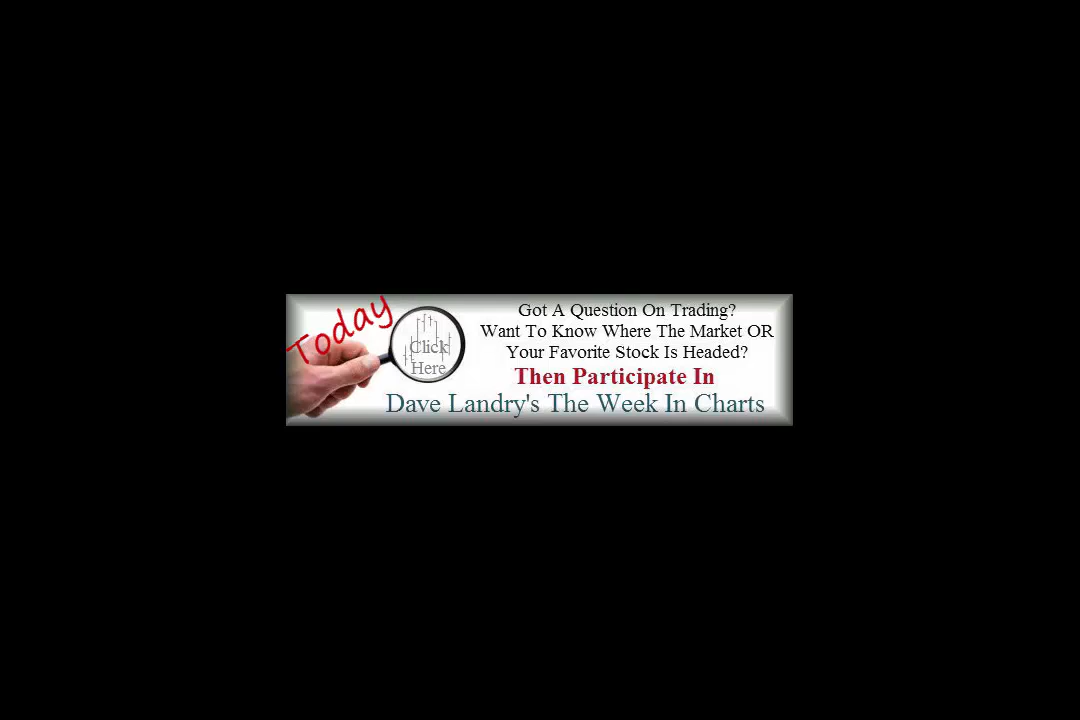 Today
Click
Here
Got A Question On Trading?
Want To Know Where The Market OR
Your Favorite Stock Is Headed?
Then Participate In
Dave Landry's The Week In Charts